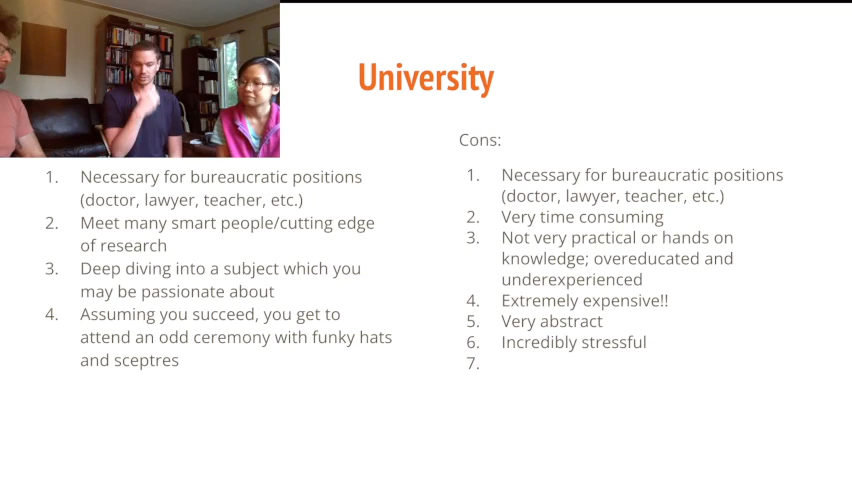 University
1. Necessary for bureaucratic positions
(doctor, lawyer, teacher, etc.)
2. Meet many smart people/cutting edge
of research
3. Deep diving into a subject which you
may be passionate about
4. Assuming you succeed, you get to
attend an odd ceremony with funky hats
and sceptres
Cons:
1. Necessary for bureaucratic positions
(doctor, lawyer, teacher, etc.)
2. Very time consuming
3. Not very practical or hands on
knowledge; overeducated and
underexperienced
4. Extremely expensive!!
5. Very abstract
6. Incredibly stressful
7.